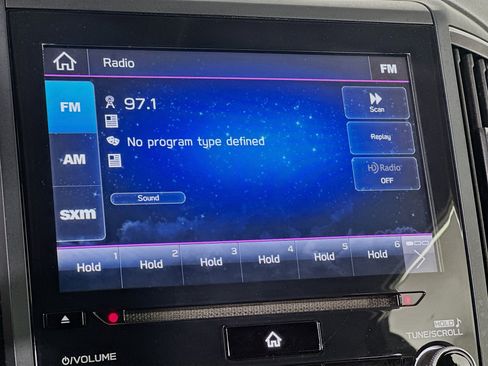 Radio
FM
FM
97.1
Scan
No program type defined
Replay
AM
HD Radio
OFF
sxm
Sound
1 2 3 4 5 6
Hold Hold Hold Hold Hold Hold
HOLD
TUNE/SCROLL
/VOLUME